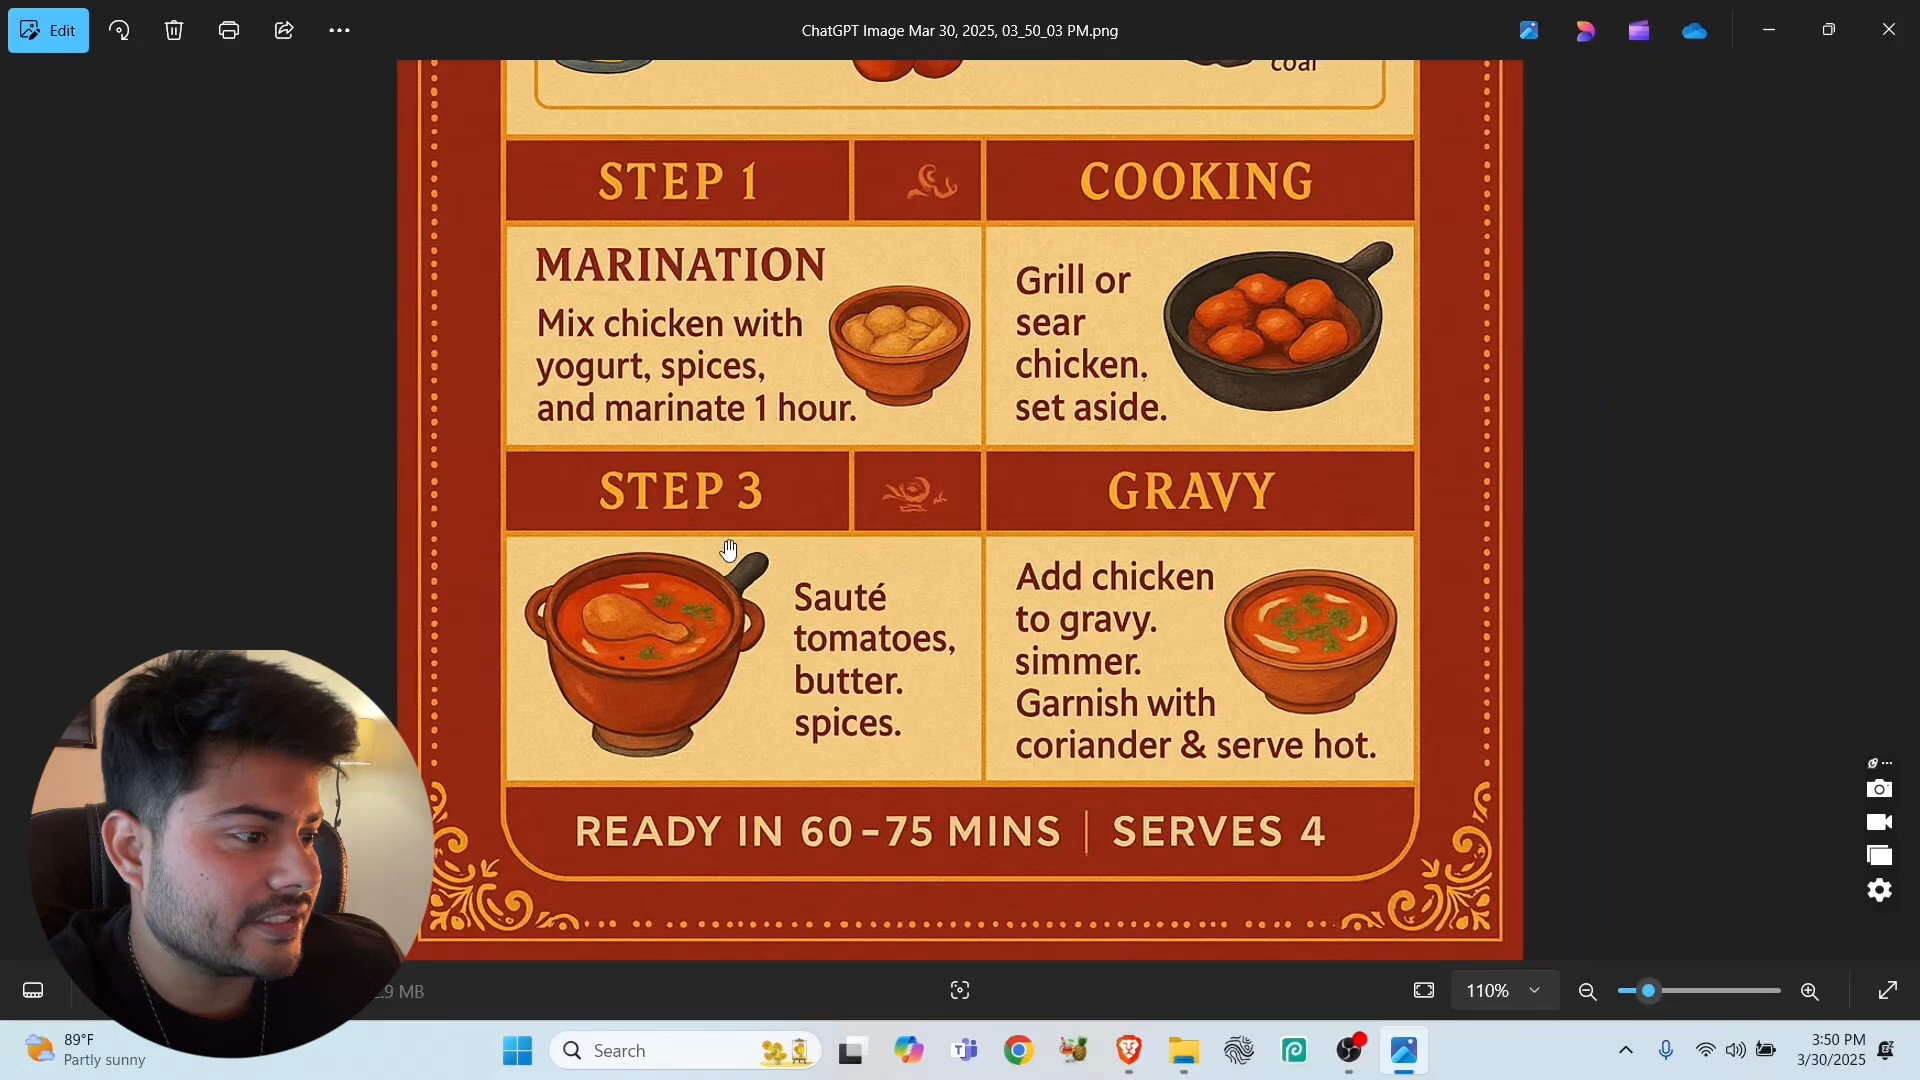 Edit
ChatGPT Image Mar 30, 2025, 03_50_03 PM.png
coal
STEP 1
COOKING
MARINATION
Mix chicken with
yogurt, spices,
and marinate 1 hour.
Grill or
sear
chicken.
set aside.
STEP 3
GRAVY
Sauté
tomatoes,
butter.
spices.
Add chicken
to gravy.
simmer.
Garnish with
coriander & serve hot.
READY IN 60-75 MINS | SERVES 4
.9 MB
110%
89°F
Partly sunny
Search
3:50 PM
3/30/2025